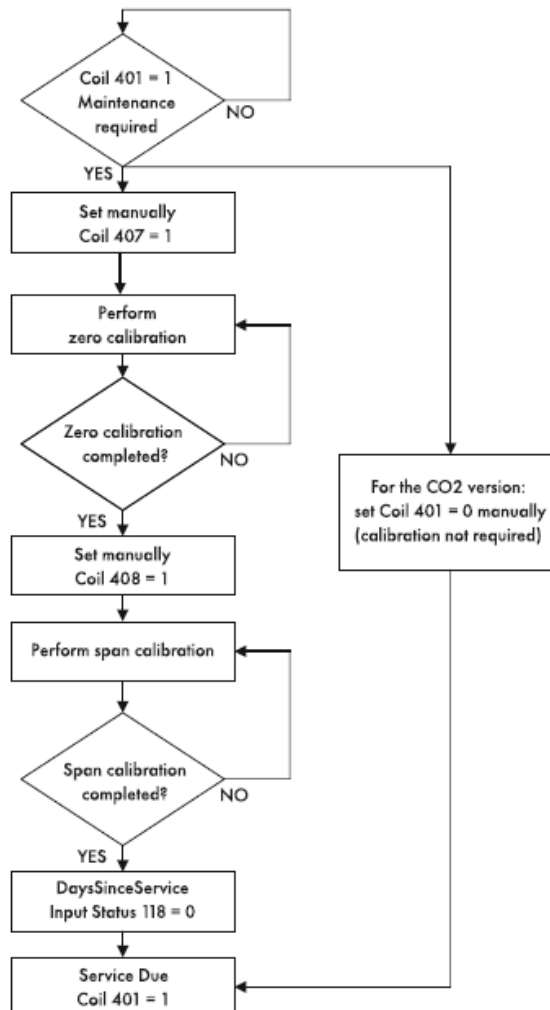 Coil 401 = 1
Maintenance
required
NO
YES
Set manually
Coil 407 = 1
Perform
zero calibration
Zero calibration
completed?
NO
YES
Set manually
Coil 408 = 1
For the CO2 version:
set Coil 401 = 0 manually
(calibration not required)
Perform span calibration
Span calibration
completed?
NO
YES
DaysSinceService
Input Status 118 = 0
Service Due
Coil 401 = 1